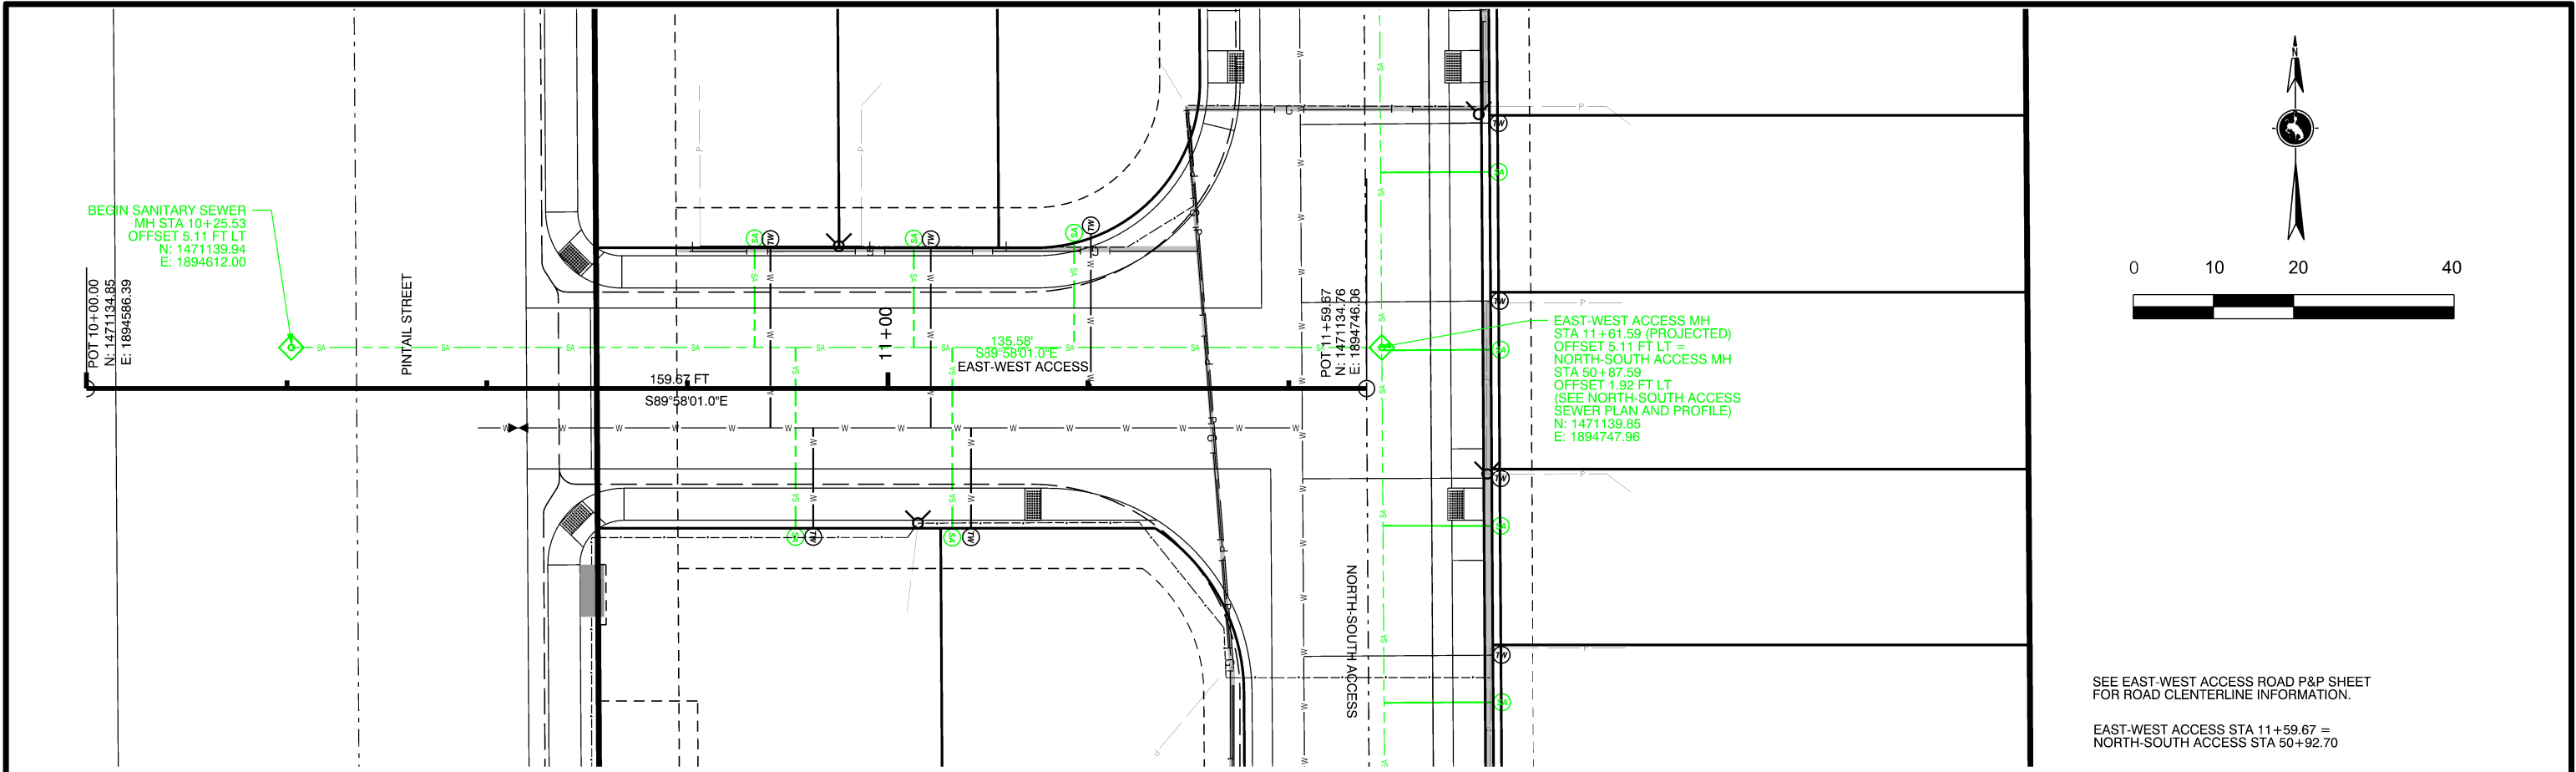 BEGIN SANITARY SEWER
MH STA 10+25.53
OFFSET 5.11 FT LT
N: 1471139.94
E: 1894612.00
POT 10+00.00
N: 1471134.85
E: 1894586.39
PINTAIL STREET
159.67 FT
S89°58'01.0"E
11+00
135.58'
S89°58'01.0"E
EAST-WEST ACCESS
POT 11+59.67
N: 1471134.76
E: 1894746.06
NORTH-SOUTH ACCESS
EAST-WEST ACCESS MH
STA 11+61.59 (PROJECTED)
OFFSET 5.11 FT LT =
NORTH-SOUTH ACCESS MH
STA 50+87.59
OFFSET 1.92 FT LT
(SEE NORTH-SOUTH ACCESS
SEWER PLAN AND PROFILE)
N: 1471139.85
E: 1894747.96
N
0 10 20 40
SEE EAST-WEST ACCESS ROAD P&P SHEET
FOR ROAD CLENTERLINE INFORMATION.
EAST-WEST ACCESS STA 11+59.67 =
NORTH-SOUTH ACCESS STA 50+92.70